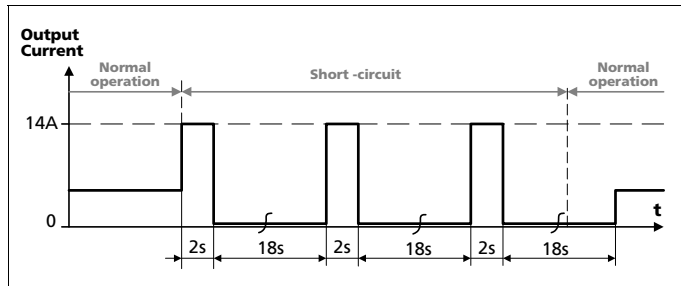 Output
Current
Normal
operation
Short -circuit
Normal
operation
14A
0
t
2s
18s
2s
18s
2s
18s